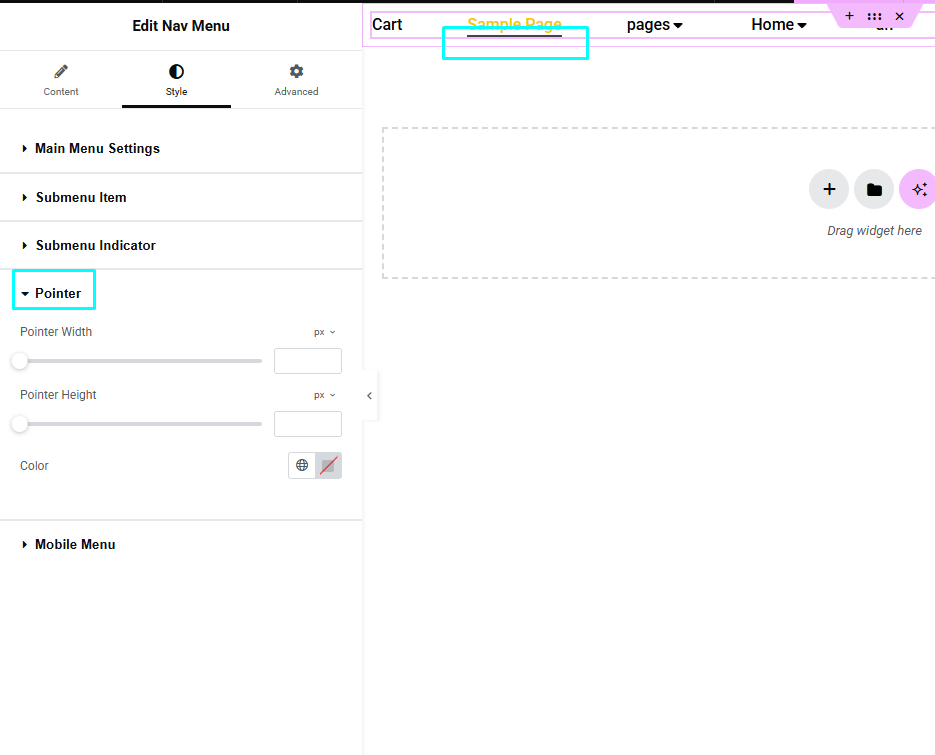 Edit Nav Menu
Content
Style
Advanced
Main Menu Settings
Submenu Item
Submenu Indicator
Pointer
Pointer Width
px
Pointer Height
px
Color
Mobile Menu
Cart
Sample Page
pages
Home
Drag widget here